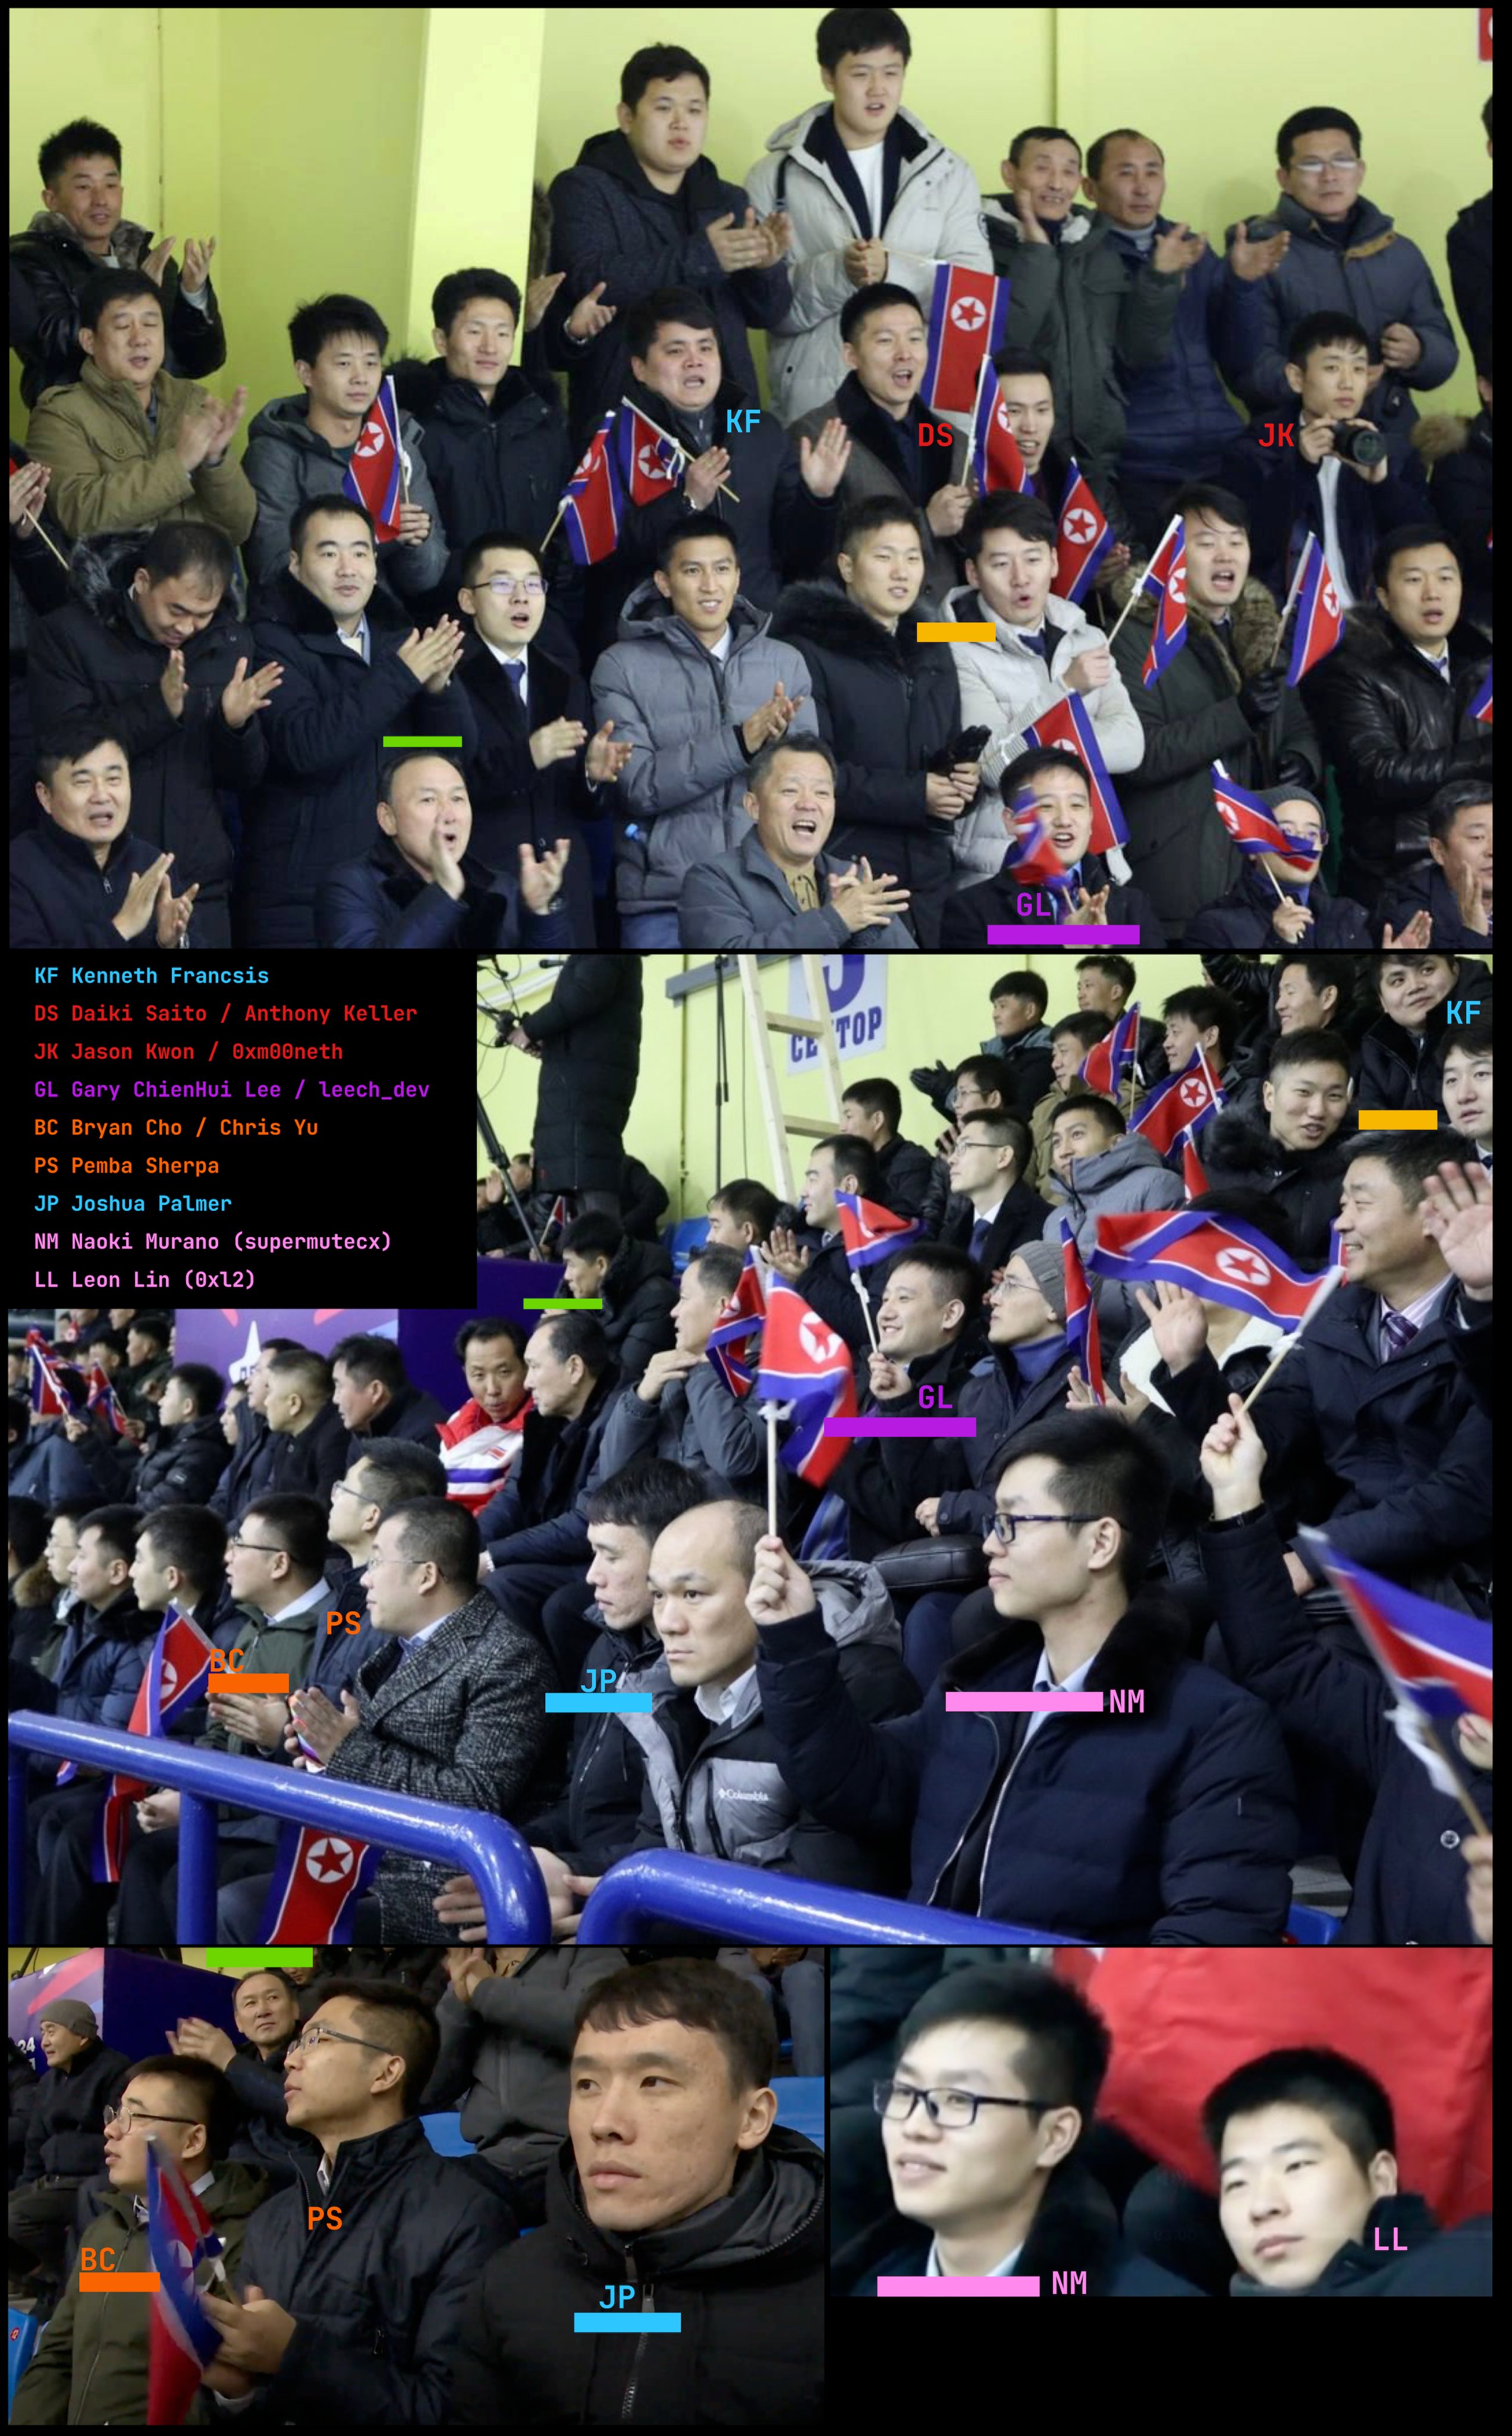 KF
DS
JK
GL
KF Kenneth Francsis
DS Daiki Saito / Anthony Keller
JK Jason Kwon / 0xm00neth
GL Gary ChienHui Lee / leech_dev
BC Bryan Cho / Chris Yu
PS Pemba Sherpa
JP Joshua Palmer
NM Naoki Murano (supermutecx)
LL Leon Lin (0xl2)
KF
GL
PS
BC
JP
NM
Columbia
24
PS
BC
JP
LL
NM